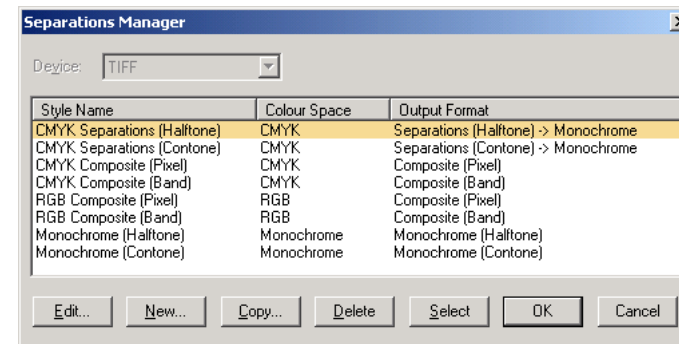 Separations Manager
Device: TIFF
Style Name Colour Space Output Format
CMYK Separations (Halftone) CMYK Separations (Halftone) -> Monochrome
CMYK Separations (Contone) CMYK Separations (Contone) -> Monochrome
CMYK Composite (Pixel) CMYK Composite (Pixel)
CMYK Composite (Band) CMYK Composite (Band)
RGB Composite (Pixel) RGB Composite (Pixel)
RGB Composite (Band) RGB Composite (Band)
Monochrome (Halftone) Monochrome Monochrome (Halftone)
Monochrome (Contone) Monochrome Monochrome (Contone)
Edit... New... Copy... Delete Select OK Cancel